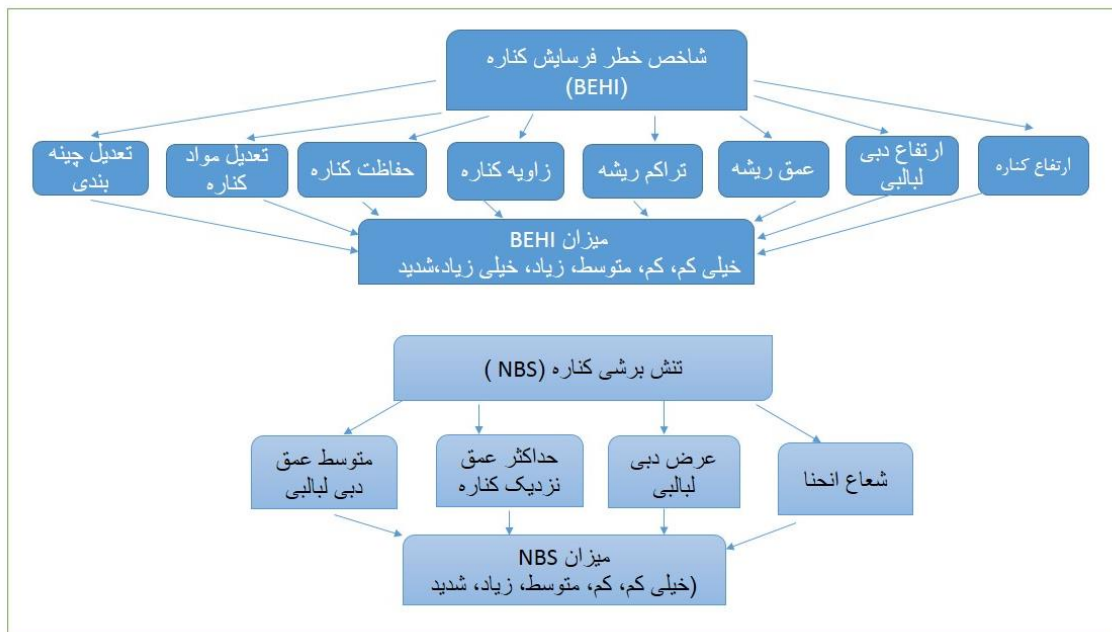 شاخص خطر فرسایش کناره
(BEHI)
ارتفاع کناره
ارتفاع دبی
لبالبی
عمق ریشه
تراکم ریشه
زاویه کناره
حفاظت کناره
تعدیل مواد
کناره
تعدیل چینه
بندی
میزان BEHI
خیلی کم، کم، متوسط، زیاد، خیلی زیاد،شدید
تنش برشی کناره (NBS )
شعاع انحنا
عرض دبی
لبالبی
حداکثر عمق
نزدیک کناره
متوسط عمق
دبی لبالبی
میزان NBS
(خیلی کم، کم، متوسط، زیاد، شدید